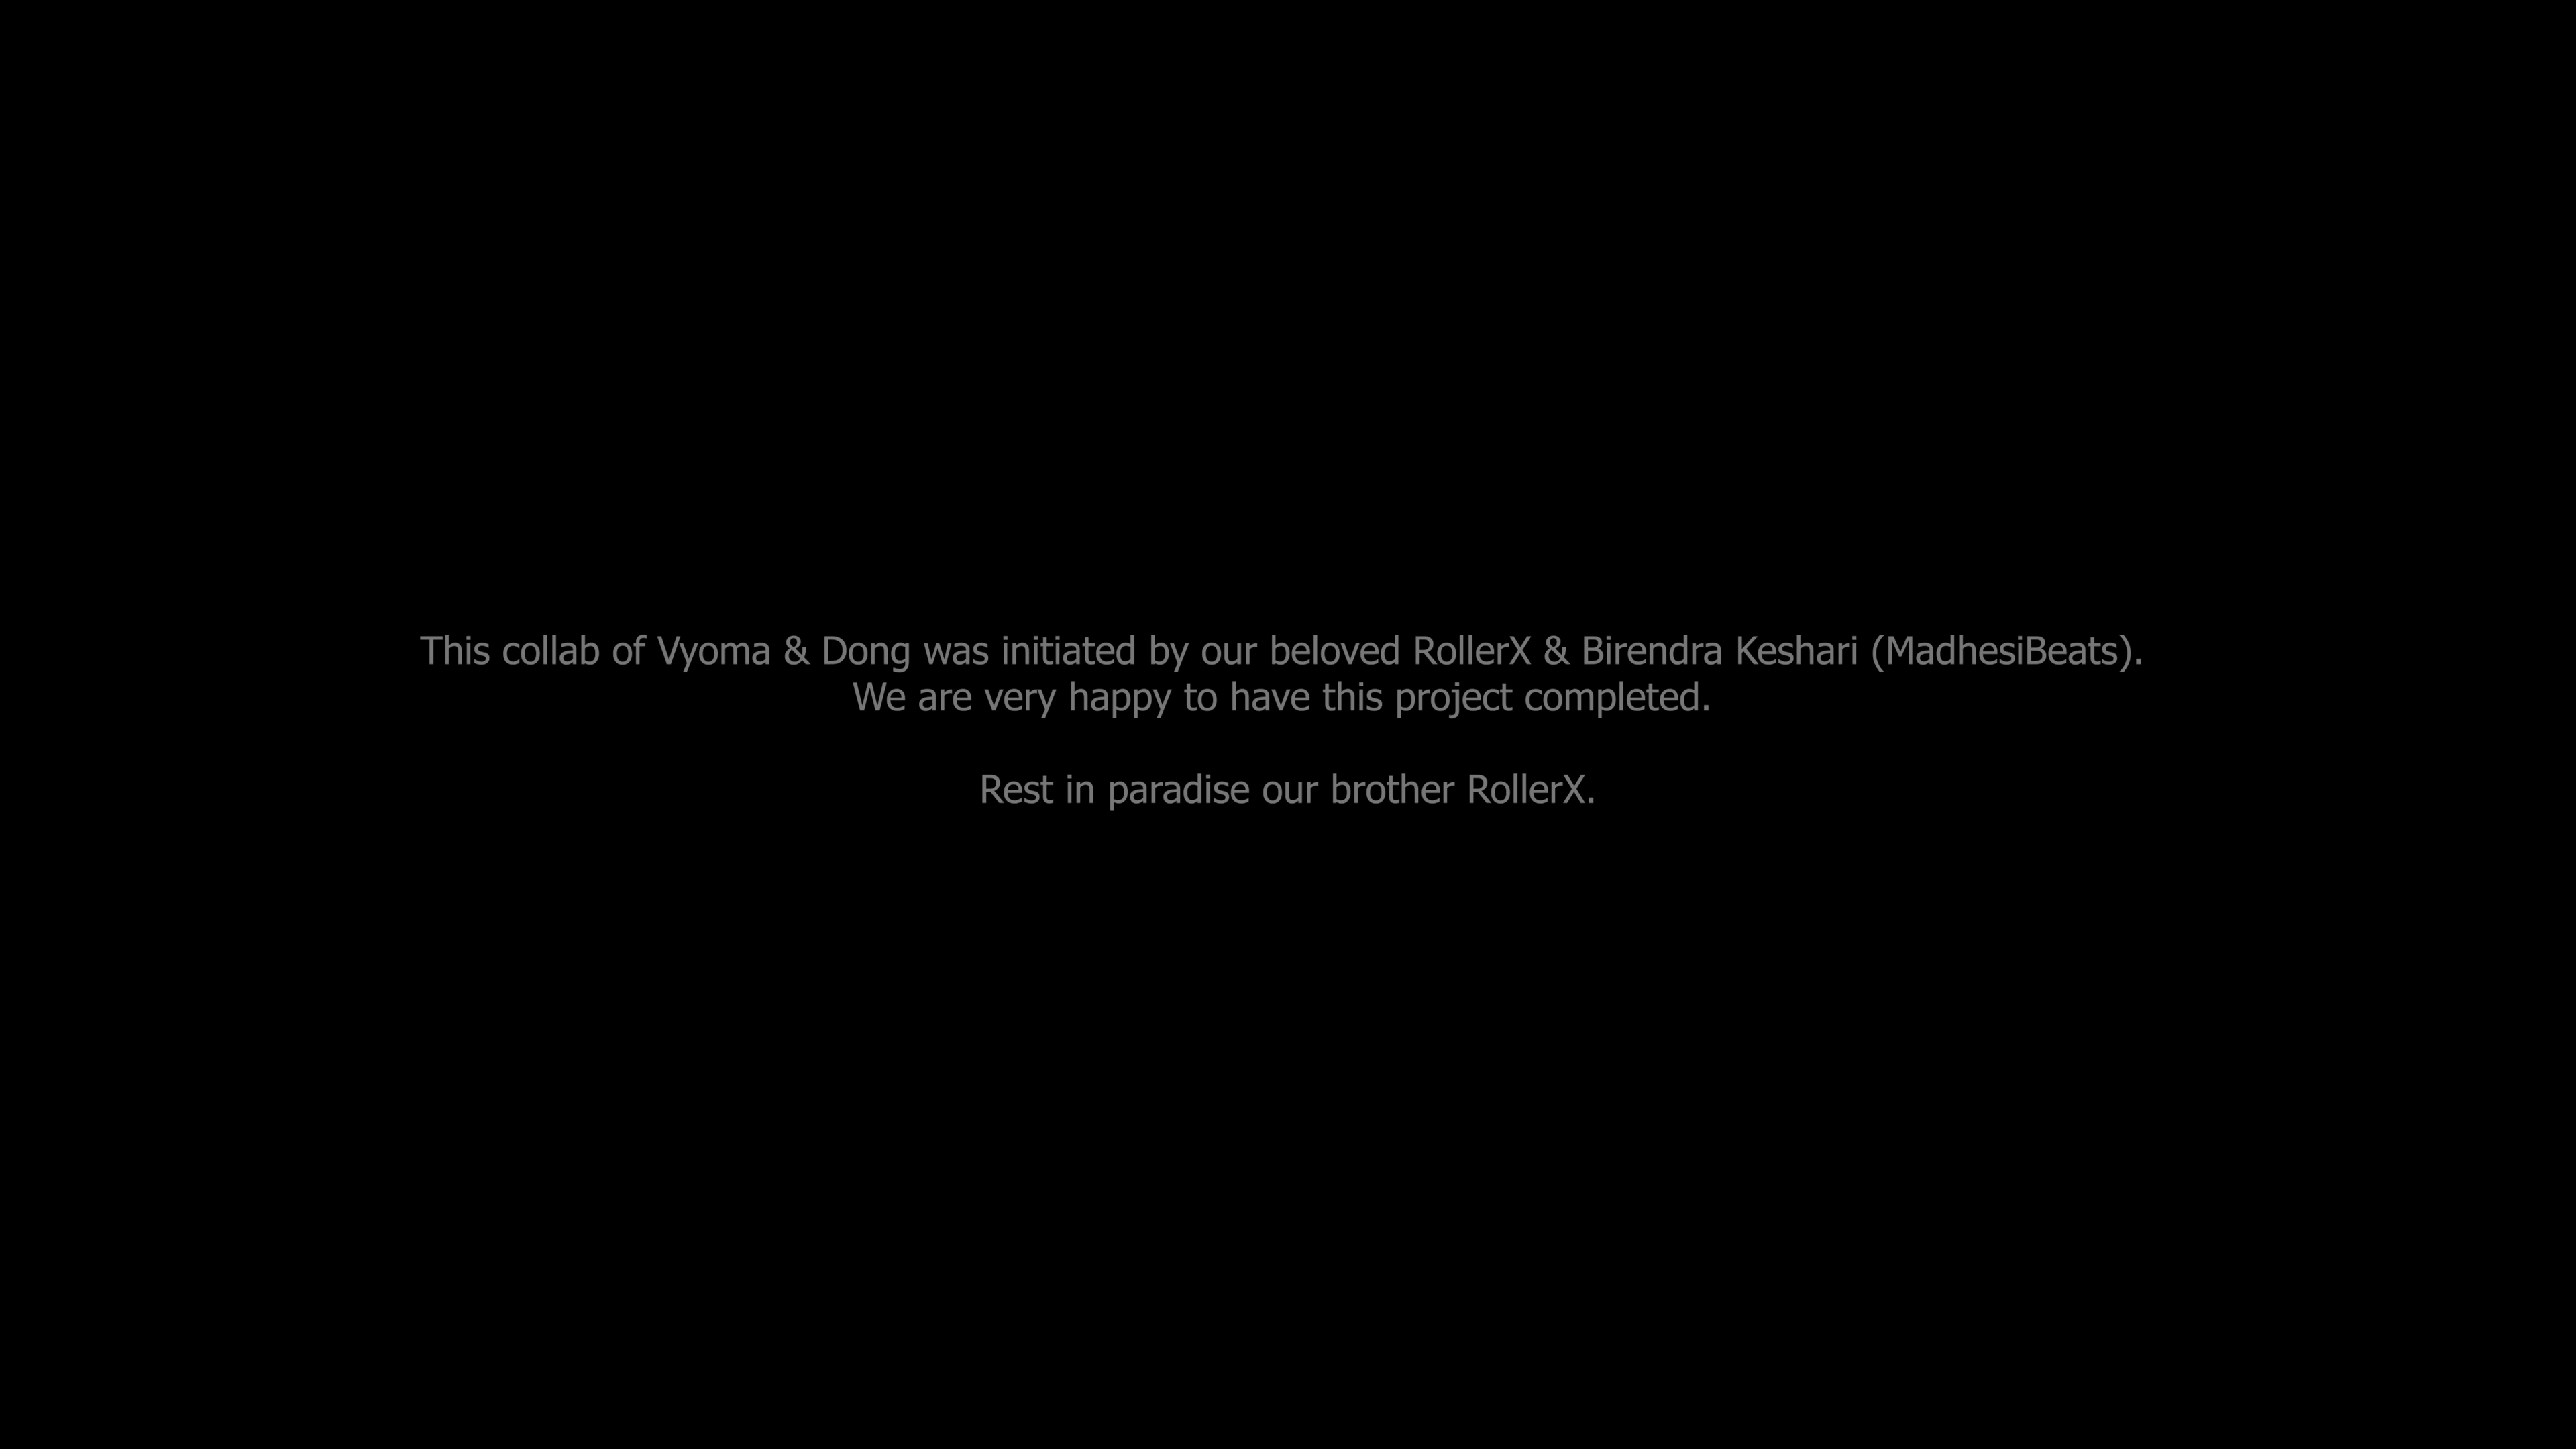 This collab of Vyoma & Dong was initiated by our beloved RollerX & Birendra Keshari (MadhesiBeats).
We are very happy to have this project completed.
Rest in paradise our brother RollerX.